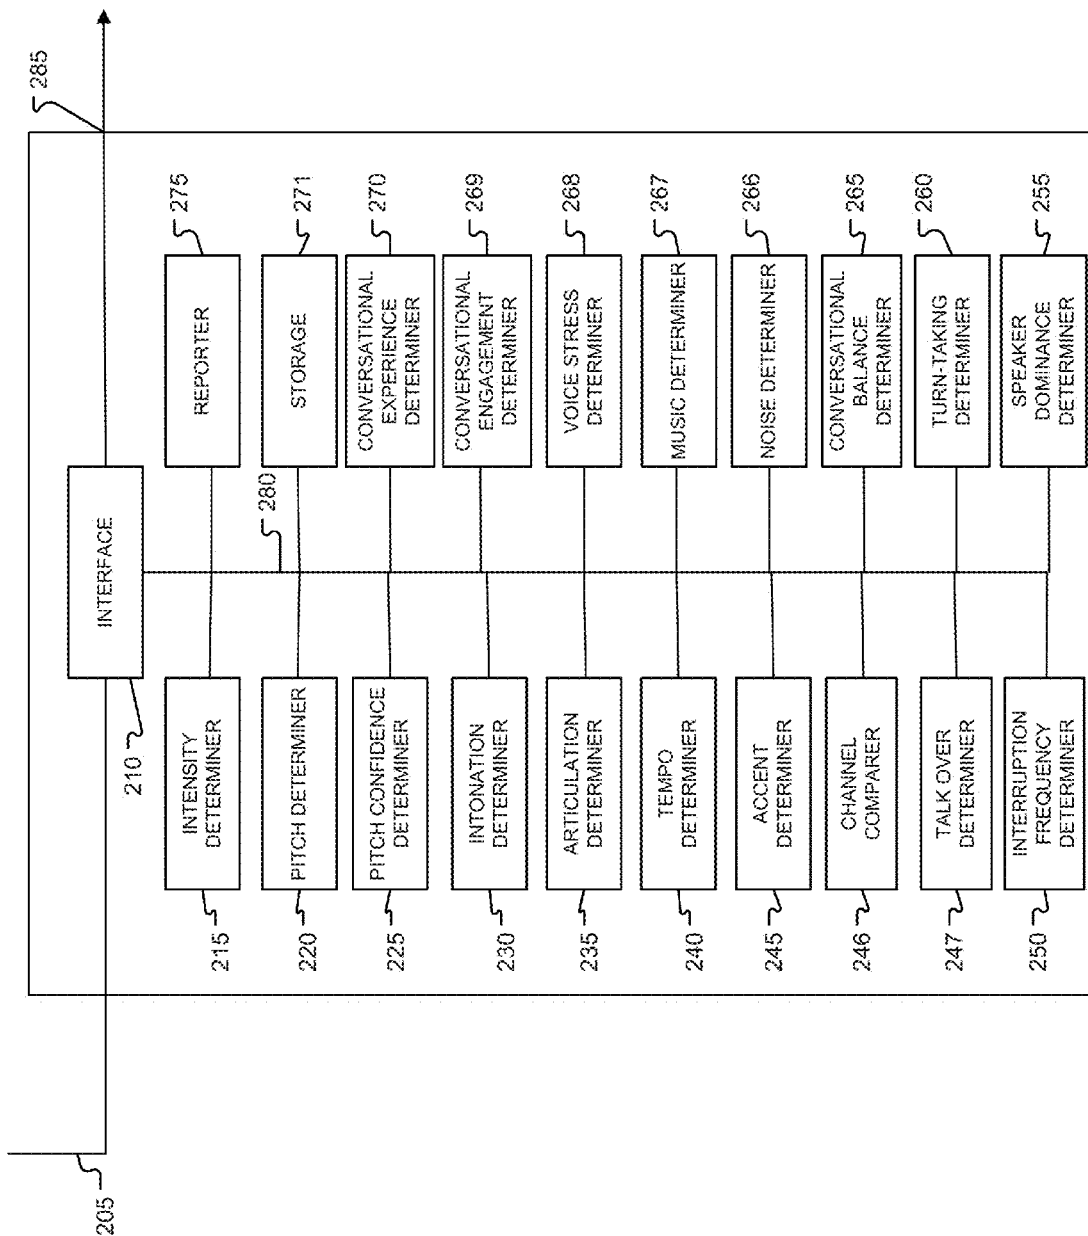 205
285
INTERFACE
210
215
INTENSITY
DETERMINER
REPORTER
275
280
220
PITCH DETERMINER
STORAGE
271
225
PITCH CONFIDENCE
DETERMINER
CONVERSATIONAL
EXPERIENCE
DETERMINER
270
230
INTONATION
DETERMINER
CONVERSATIONAL
ENGAGEMENT
DETERMINER
269
235
ARTICULATION
DETERMINER
VOICE STRESS
DETERMINER
268
240
TEMPO
DETERMINER
MUSIC DETERMINER
267
245
ACCENT
DETERMINER
NOISE DETERMINER
266
246
CHANNEL
COMPARER
CONVERSATIONAL
BALANCE
DETERMINER
265
247
TALK OVER
DETERMINER
TURN-TAKING
DETERMINER
260
250
INTERRUPTION
FREQUENCY
DETERMINER
SPEAKER
DOMINANCE
DETERMINER
255